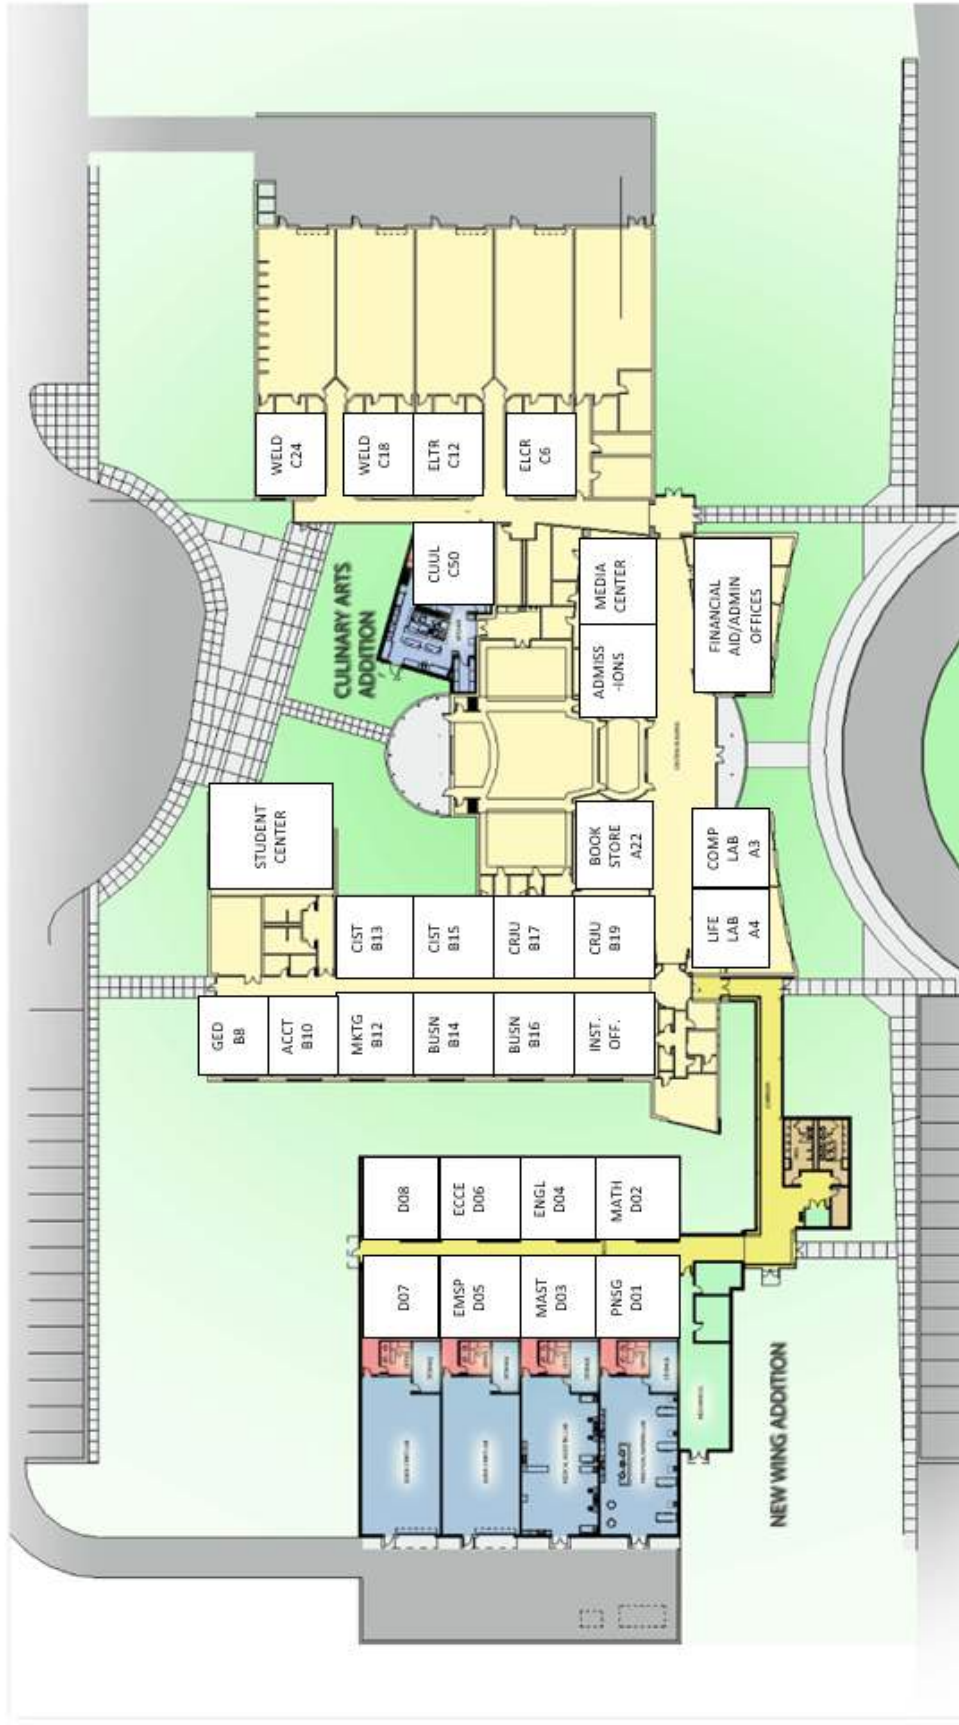 WELD
C24
WELD
C18
ELTR
C12
ELCR
C6
CULINARY ARTS
ADDITION
CUUL
C50
MEDIA
CENTER
ADMISS
-IONS
FINANCIAL
AID/ADMIN
OFFICES
STUDENT
CENTER
BOOK
STORE
A22
COMP
LAB
A3
LIFE
LAB
A4
CIST
B13
CIST
B15
CRJU
B17
CRJU
B19
GED
B8
ACCT
B10
MKTG
B12
BUSN
B14
BUSN
B16
INST.
OFF.
D08
ECCE
D06
ENGL
D04
MATH
D02
D07
EMSP
D05
MAST
D03
PNSG
D01
NEW WING ADDITION